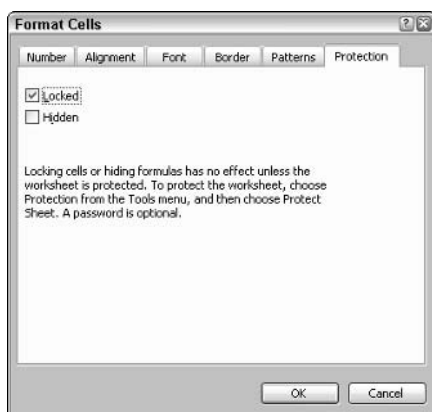 Format Cells
Number Alignment Font Border Patterns Protection
Locked
Hidden
Locking cells or hiding formulas has no effect unless the
worksheet is protected. To protect the worksheet, choose
Protection from the Tools menu, and then choose Protect
Sheet. A password is optional.
OK Cancel